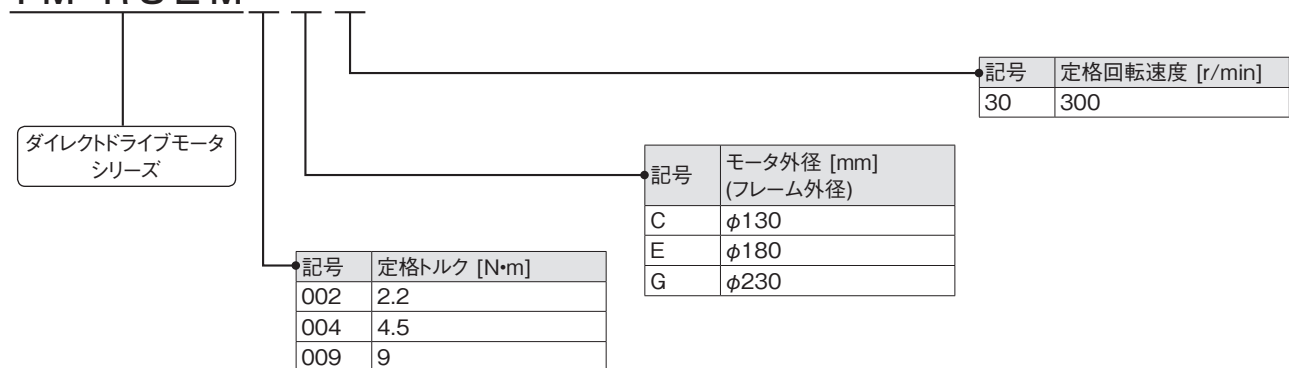 ダイレクトドライブモータ
シリーズ
記号 定格回転速度 [r/min]
30 300
記号 モータ外径 [mm]
(フレーム外径)
C φ130
E φ180
G φ230
記号 定格トルク [N•m]
002 2.2
004 4.5
009 9